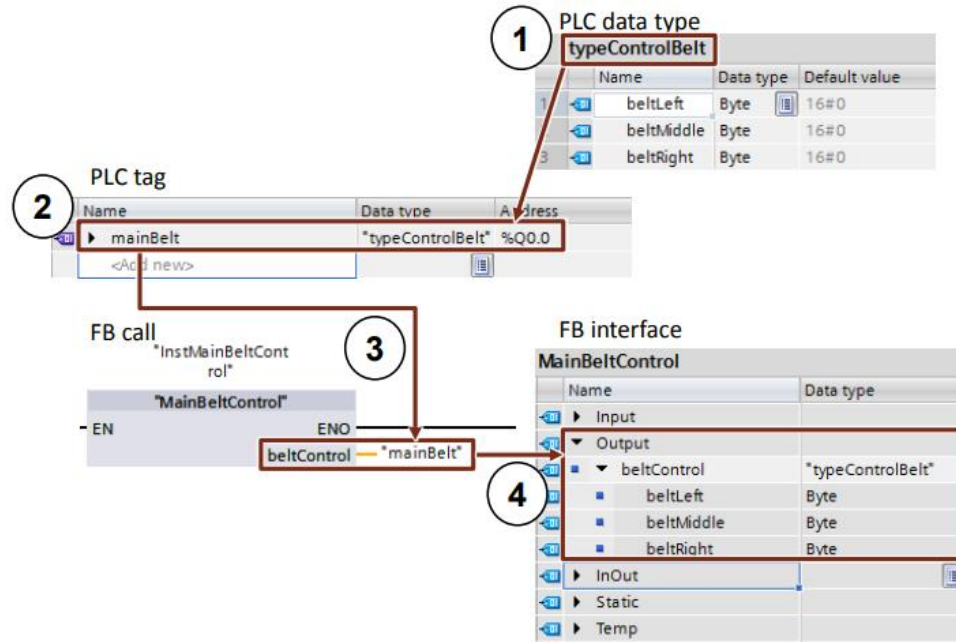 PLC data type
1
typeControlBelt
Name Data type Default value
1 beltLeft Byte 16#0
beltMiddle Byte 16#0
3 beltRight Byte 16#0
PLC tag
2
Name Data type Address
mainBelt "typeControlBelt" %Q0.0
<Add new>
FB call
"InstMainBeltCont
rol"
3
"MainBeltControl"
EN ENO
beltControl "mainBelt"
FB interface
MainBeltControl
Name Data type
Input
Output
beltControl "typeControlBelt"
4
beltLeft Byte
beltMiddle Byte
beltRight Byte
InOut
Static
Temp